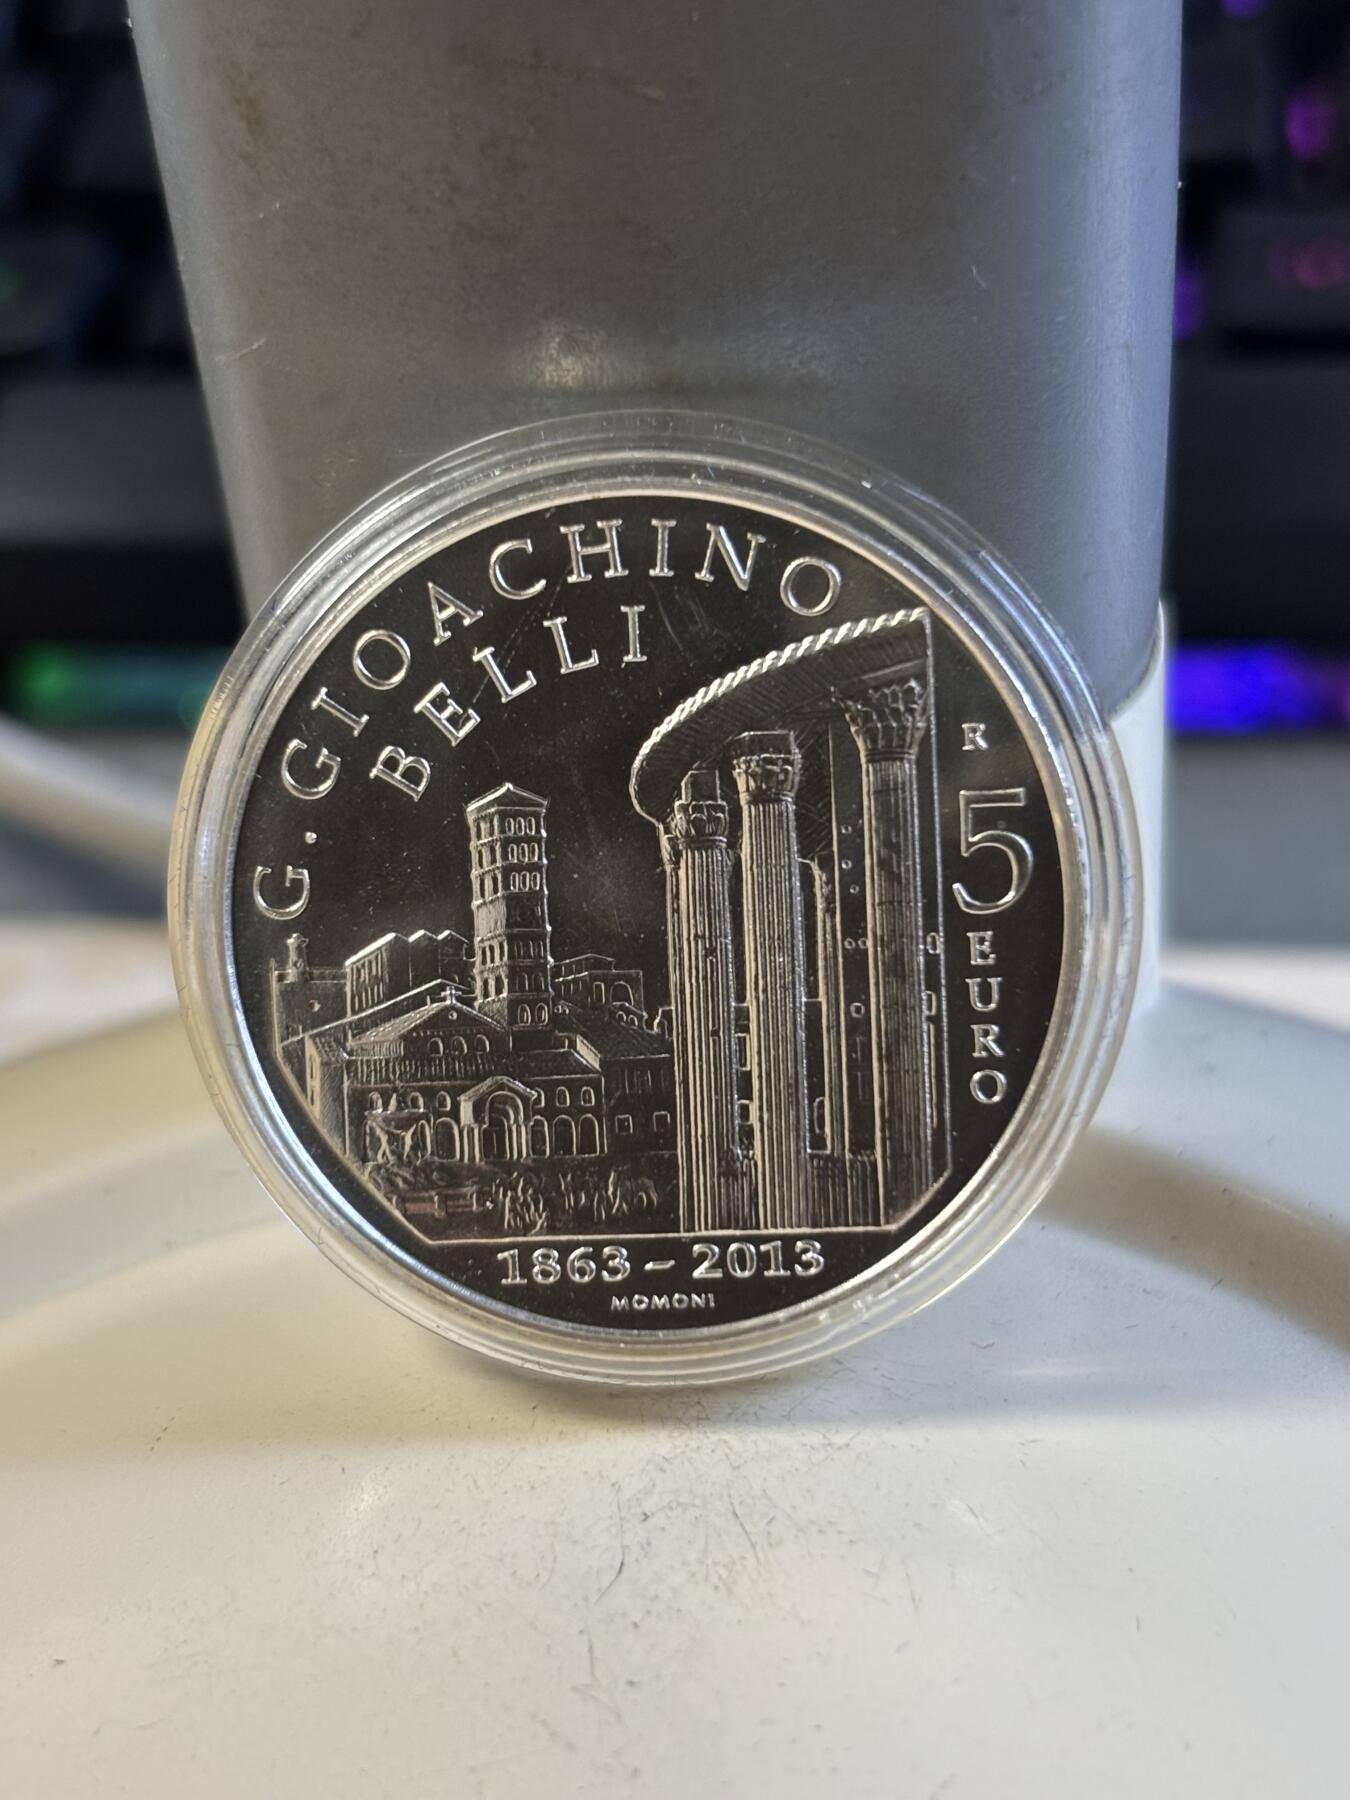 G. GIOACHINO
BELLI
R
5
EURO
1863 – 2013
MOMONI